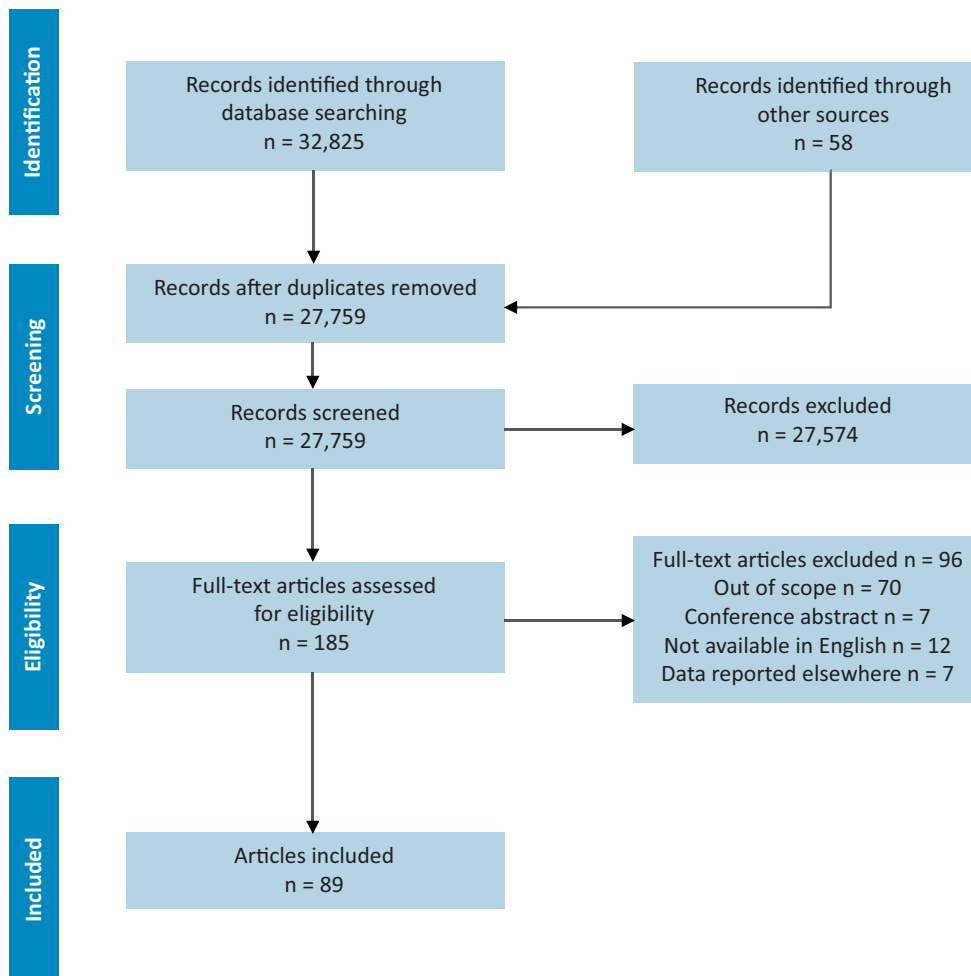 Identification
Records identified through
database searching
n = 32,825
Records identified through
other sources
n = 58
Screening
Records after duplicates removed
n = 27,759
Records screened
n = 27,759
Records excluded
n = 27,574
Eligibility
Full-text articles assessed
for eligibility
n = 185
Full-text articles excluded n = 96
Out of scope n = 70
Conference abstract n = 7
Not available in English n = 12
Data reported elsewhere n = 7
Included
Articles included
n = 89